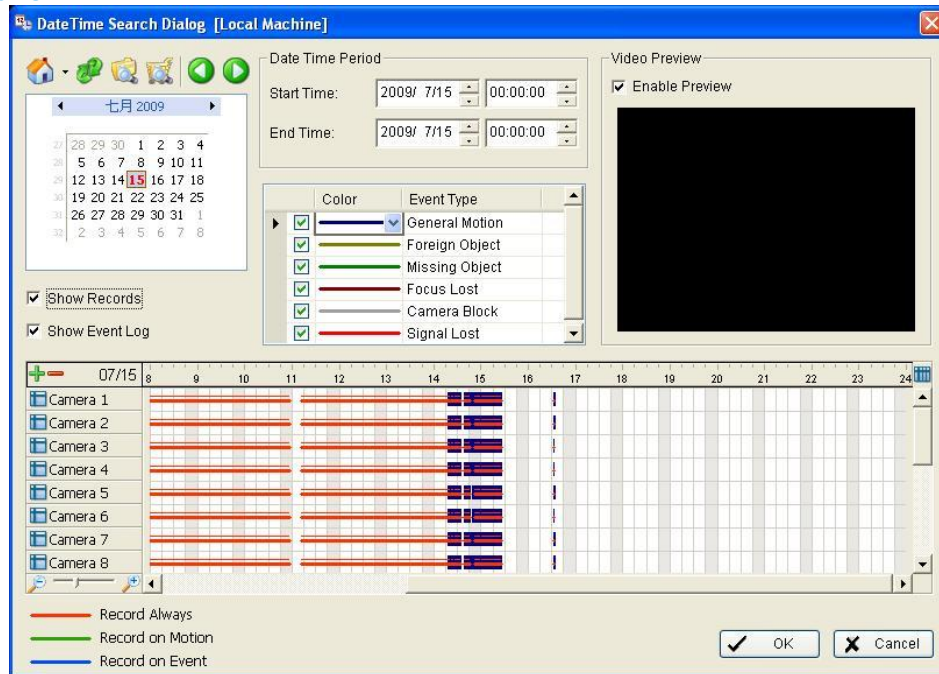 DateTime Search Dialog [Local Machine]
七月 2009
27 28 29 30 1 2 3 4
28 5 6 7 8 9 10 11
29 12 13 14 15 16 17 18
30 19 20 21 22 23 24 25
31 26 27 28 29 30 31 1
32 2 3 4 5 6 7 8
Show Records
Show Event Log
Date Time Period
Start Time: 2009/ 7/15 00:00:00
End Time: 2009/ 7/15 00:00:00
Color Event Type
General Motion
Foreign Object
Missing Object
Focus Lost
Camera Block
Signal Lost
Video Preview
Enable Preview
07/15 8 9 10 11 12 13 14 15 16 17 18 19 20 21 22 23 24
Camera 1
Camera 2
Camera 3
Camera 4
Camera 5
Camera 6
Camera 7
Camera 8
Record Always
Record on Motion
Record on Event
OK Cancel